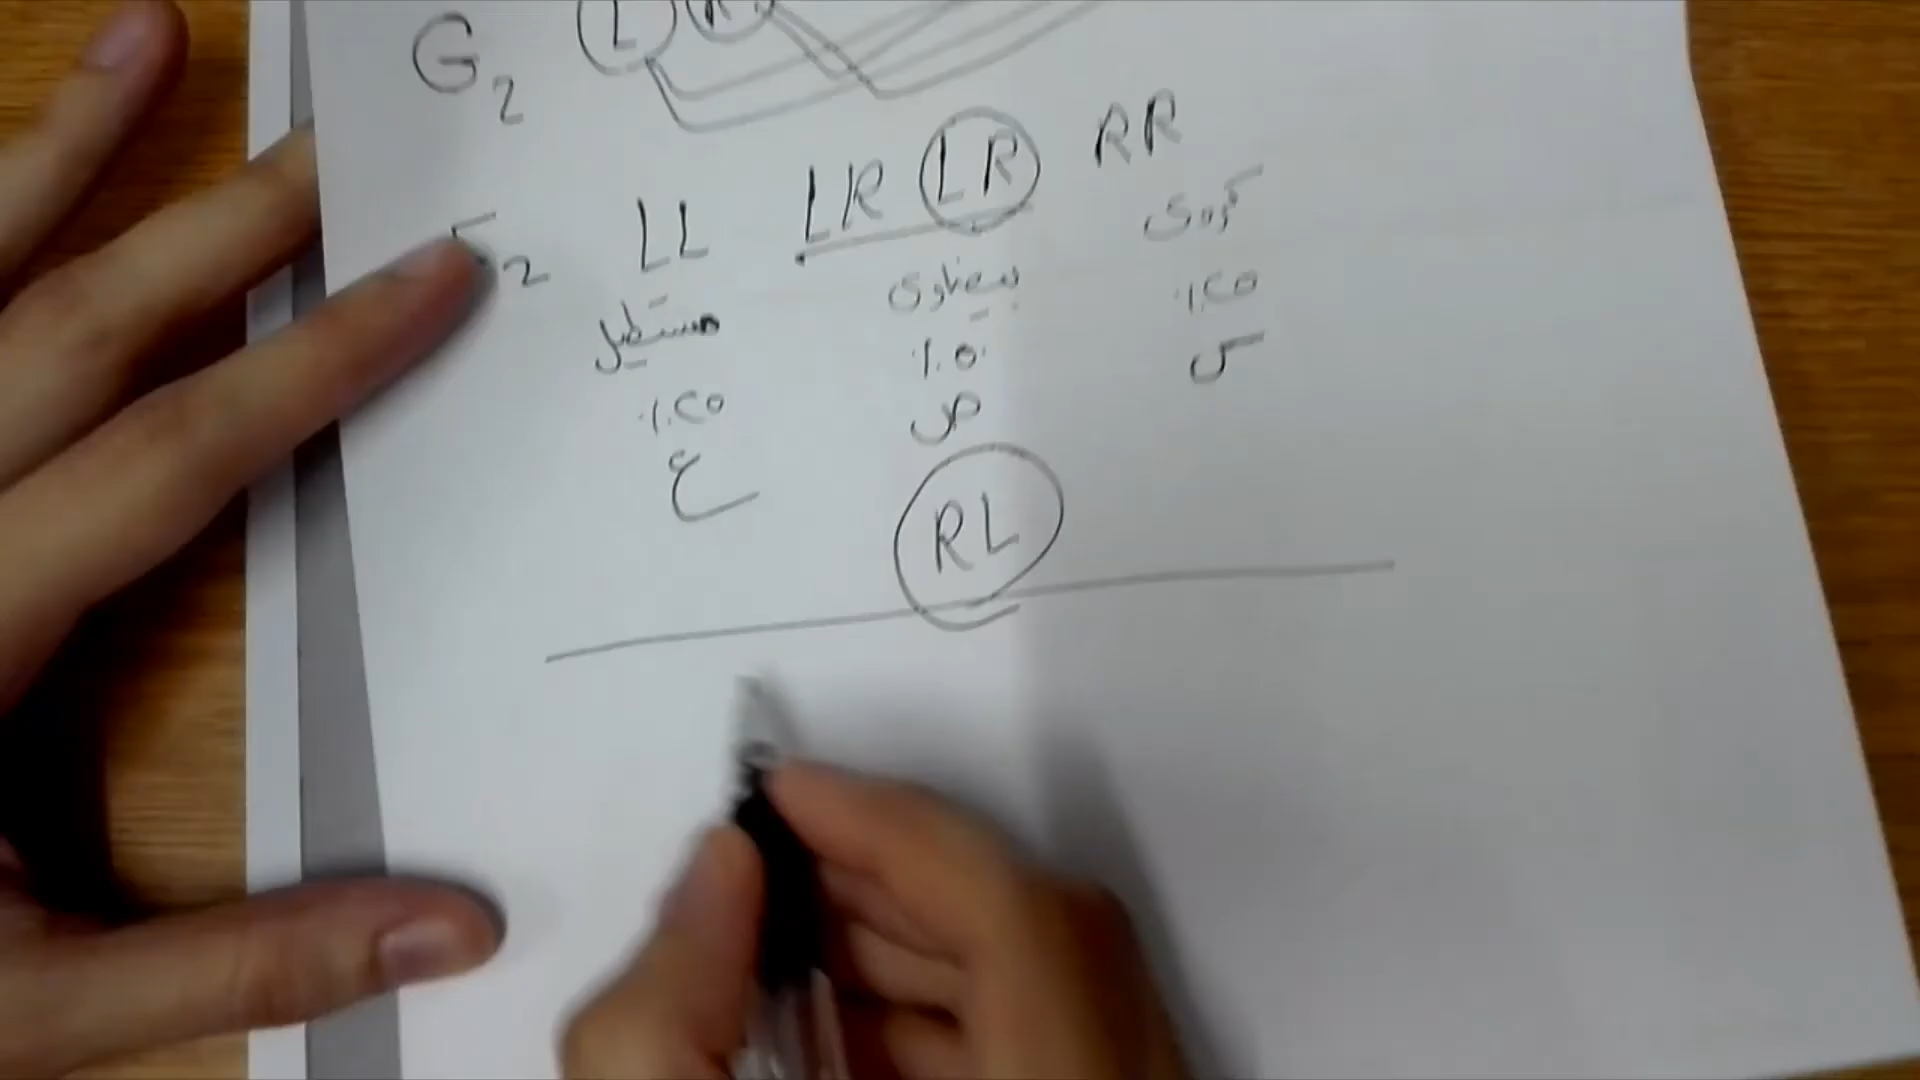 G2 L R
F2 LL LR LR RR
مستطيل بيضاوي كروي
٪٢٥ ٪٥٠ ٪٢٥
ع ص س
RL